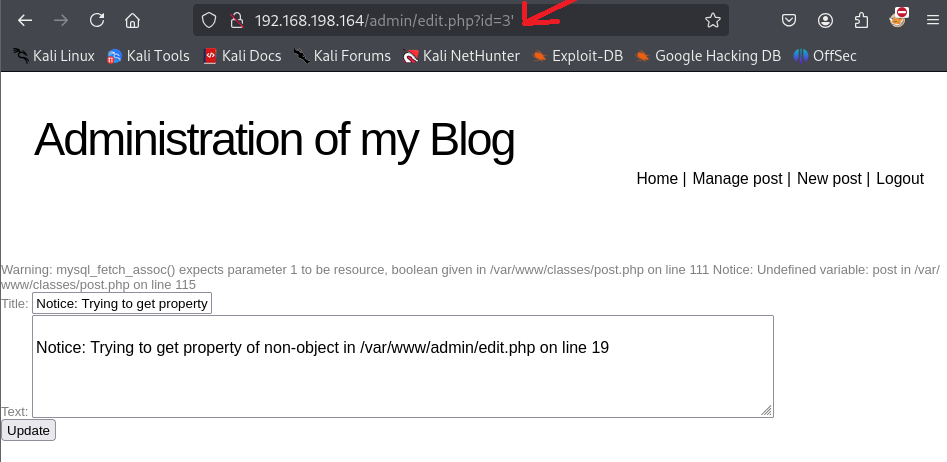 192.168.198.164/admin/edit.php?id=3'
Kali Linux Kali Tools Kali Docs Kali Forums Kali NetHunter Exploit-DB Google Hacking DB OffSec
Administration of my Blog
Home | Manage post | New post | Logout
Warning: mysql_fetch_assoc() expects parameter 1 to be resource, boolean given in /var/www/classes/post.php on line 111 Notice: Undefined variable: post in /var/
www/classes/post.php on line 115
Title: Notice: Trying to get property
Notice: Trying to get property of non-object in /var/www/admin/edit.php on line 19
Text:
Update